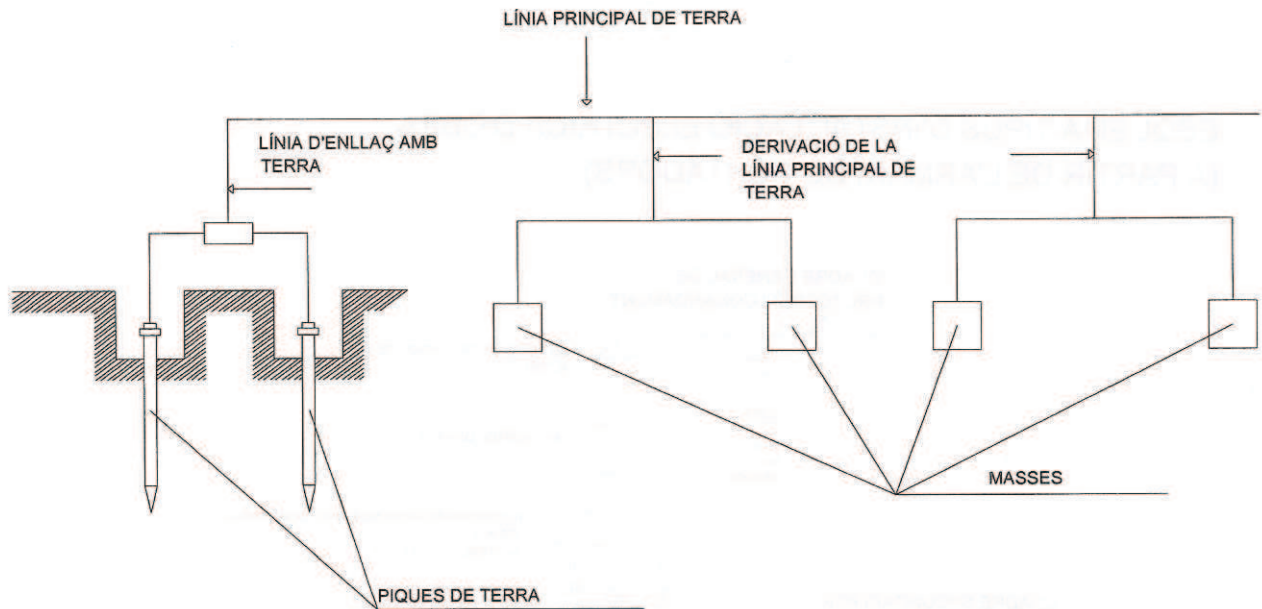 LÍNIA PRINCIPAL DE TERRA
LÍNIA D'ENLLAÇ AMB
TERRA
DERIVACIÓ DE LA
LÍNIA PRINCIPAL DE
TERRA
MASSES
PIQUES DE TERRA